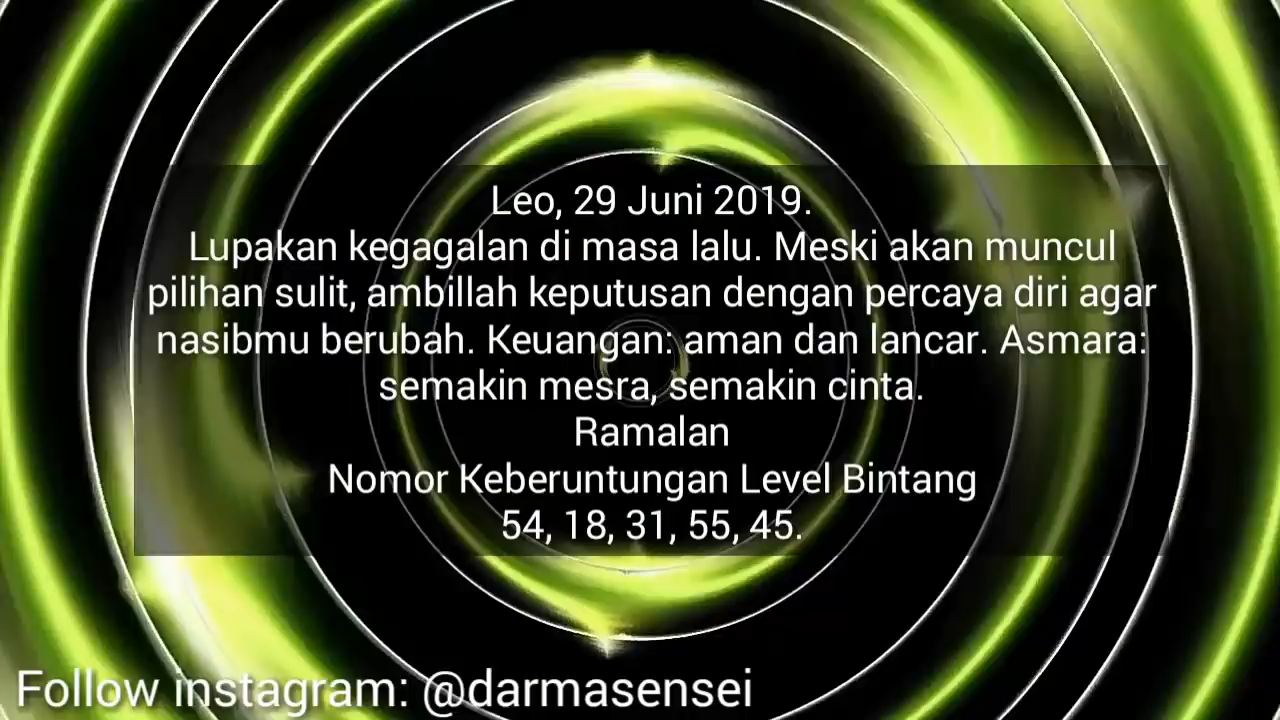 Leo, 29 Juni 2019.
Lupakan kegagalan di masa lalu. Meski akan muncul
pilihan sulit, ambillah keputusan dengan percaya diri agar
nasibmu berubah. Keuangan: aman dan lancar. Asmara:
semakin mesra, semakin cinta.
Ramalan
Nomor Keberuntungan Level Bintang
54, 18, 31, 55, 45.
Follow instagram: @darmasensei